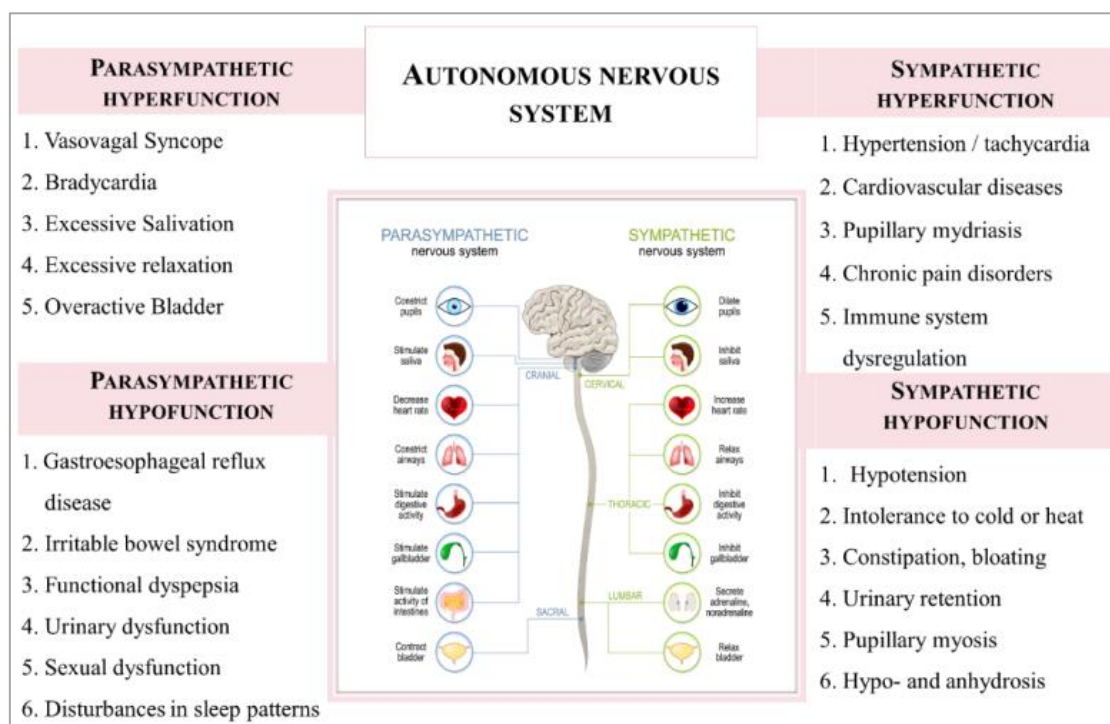 PARASYMPATHETIC
HYPERFUNCTION
1. Vasovagal Syncope
2. Bradycardia
3. Excessive Salivation
4. Excessive relaxation
5. Overactive Bladder
PARASYMPATHETIC
HYPOFUNCTION
1. Gastroesophageal reflux
disease
2. Irritable bowel syndrome
3. Functional dyspepsia
4. Urinary dysfunction
5. Sexual dysfunction
6. Disturbances in sleep patterns
AUTONOMOUS NERVOUS
SYSTEM
PARASYMPATHETIC
nervous system
Constrict
pupils
Stimulate
saliva
Decrease
heart rate
Constrict
airways
Stimulate
digestive
activity
Stimulate
gallbladder
Stimulate
activity of
intestines
Contract
bladder
CRANIAL
SACRIAL
CERVICAL
THORACIC
LUMBAR
SYMPATHETIC
nervous system
Dilate
pupils
Inhibit
saliva
Increase
heart rate
Relax
airways
Inhibit
digestive
activity
Inhibit
gallbladder
Secrete
adrenaline,
noradrenaline
Relax
bladder
SYMPATHETIC
HYPERFUNCTION
1. Hypertension / tachycardia
2. Cardiovascular diseases
3. Pupillary mydriasis
4. Chronic pain disorders
5. Immune system
dysregulation
SYMPATHETIC
HYPOFUNCTION
1. Hypotension
2. Intolerance to cold or heat
3. Constipation, bloating
4. Urinary retention
5. Pupillary myosis
6. Hypo- and anhydrosis